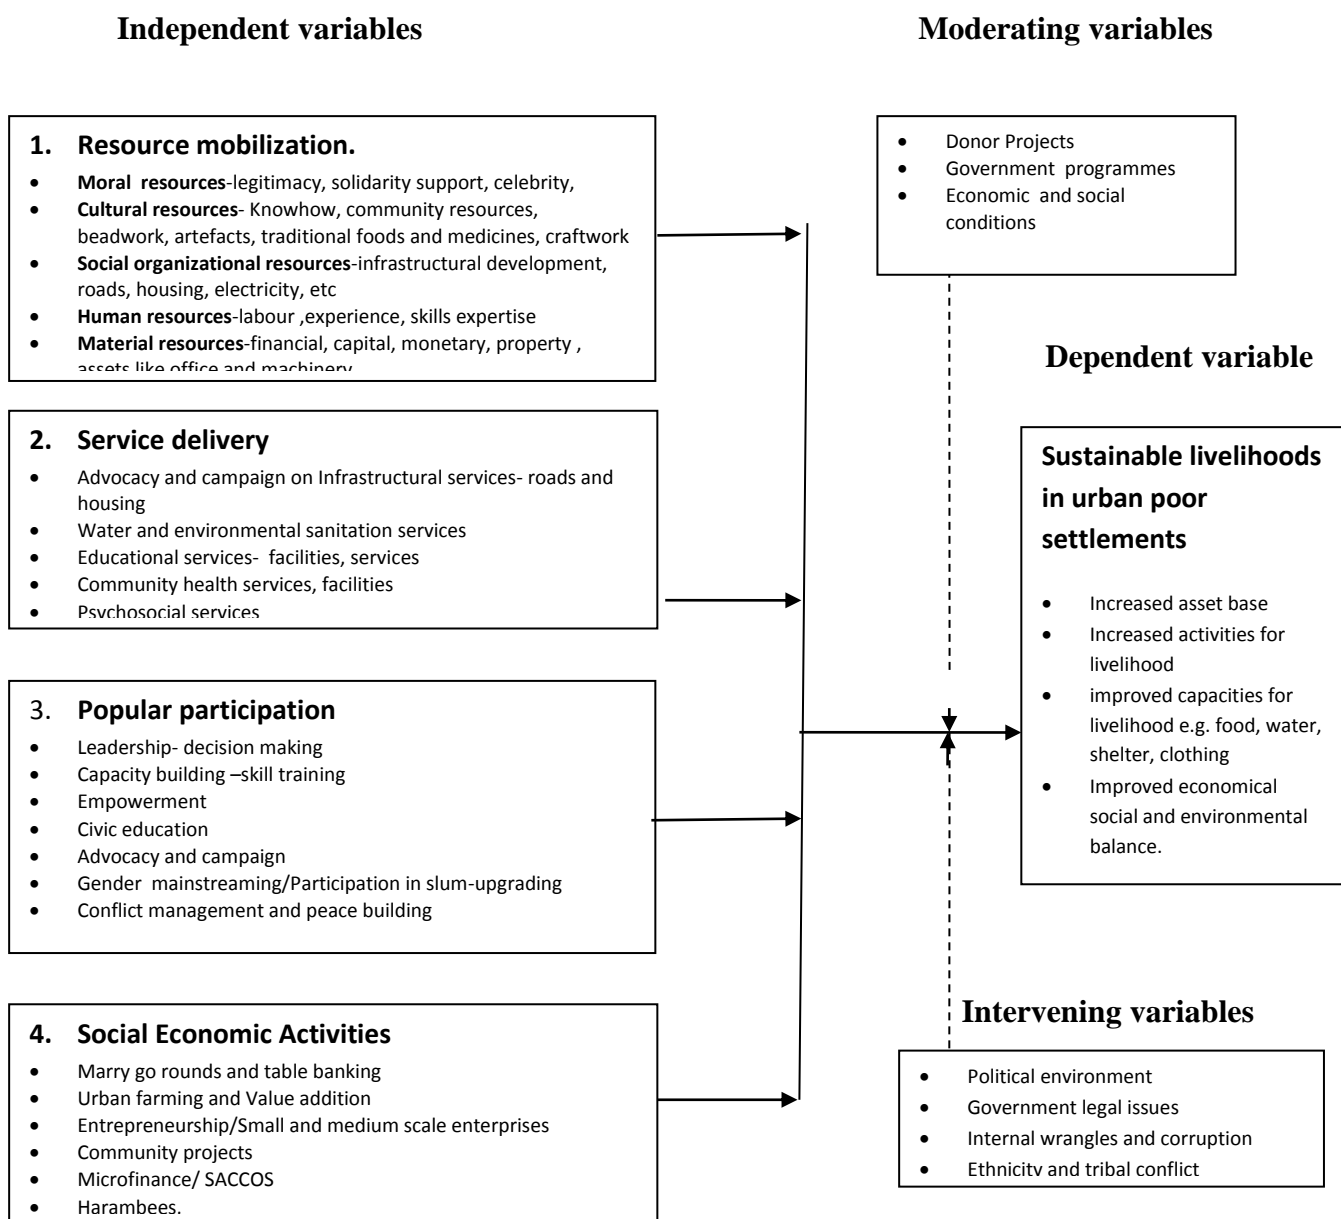 Independent variables
Moderating variables
1. Resource mobilization.
• Moral resources-legitimacy, solidarity support, celebrity,
• Cultural resources- Knowhow, community resources,
beadwork, artefacts, traditional foods and medicines, craftwork
• Social organizational resources-infrastructural development,
roads, housing, electricity, etc
• Human resources-labour ,experience, skills expertise
• Material resources-financial, capital, monetary, property ,
assets like office and machinery
• Donor Projects
• Government programmes
• Economic and social
conditions
Dependent variable
2. Service delivery
• Advocacy and campaign on Infrastructural services- roads and
housing
• Water and environmental sanitation services
• Educational services- facilities, services
• Community health services, facilities
• Psychosocial services
Sustainable livelihoods
in urban poor
settlements
• Increased asset base
• Increased activities for
livelihood
• improved capacities for
livelihood e.g. food, water,
shelter, clothing
• Improved economical
social and environmental
balance.
3. Popular participation
• Leadership- decision making
• Capacity building –skill training
• Empowerment
• Civic education
• Advocacy and campaign
• Gender mainstreaming/Participation in slum-upgrading
• Conflict management and peace building
4. Social Economic Activities
• Marry go rounds and table banking
• Urban farming and Value addition
• Entrepreneurship/Small and medium scale enterprises
• Community projects
• Microfinance/ SACCOS
• Harambees.
Intervening variables
• Political environment
• Government legal issues
• Internal wrangles and corruption
• Ethnicity and tribal conflict